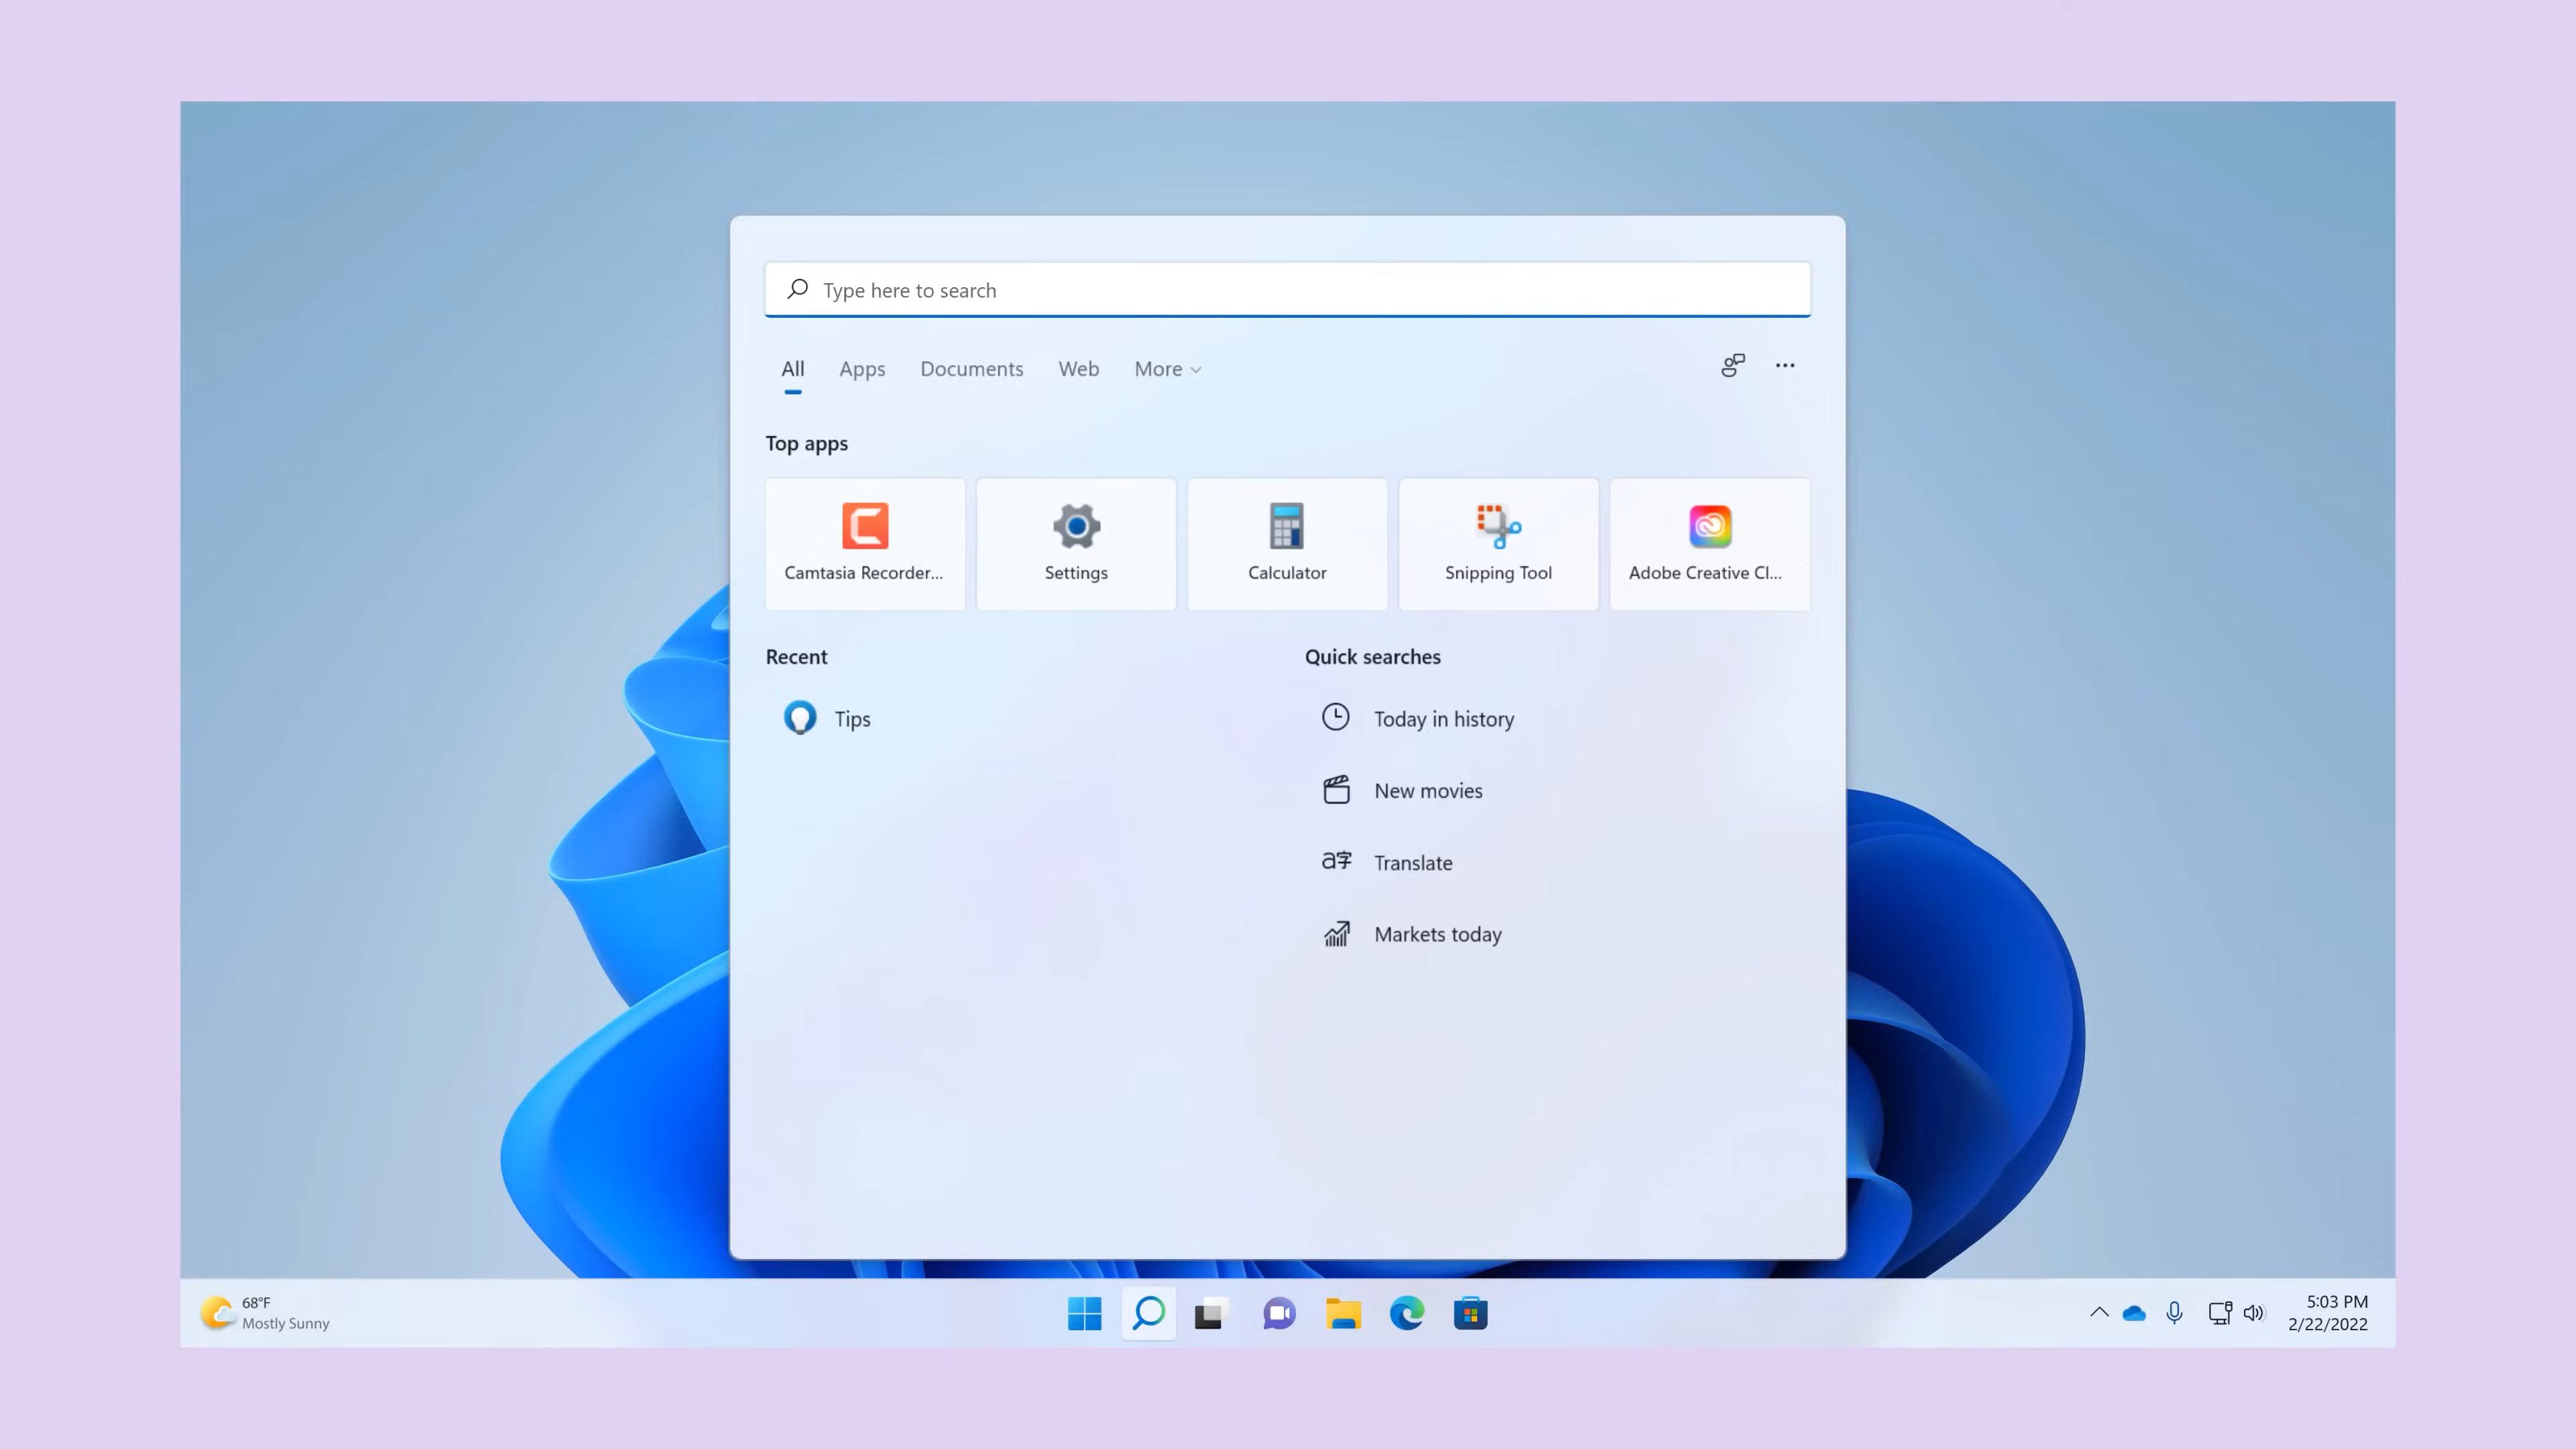 Type here to search
All Apps Documents Web More
Top apps
Camtasia Recorder... Settings Calculator Snipping Tool Adobe Creative Cl...
Recent
Tips
Quick searches
Today in history
New movies
Translate
Markets today
68°F
Mostly Sunny
5:03 PM
2/22/2022